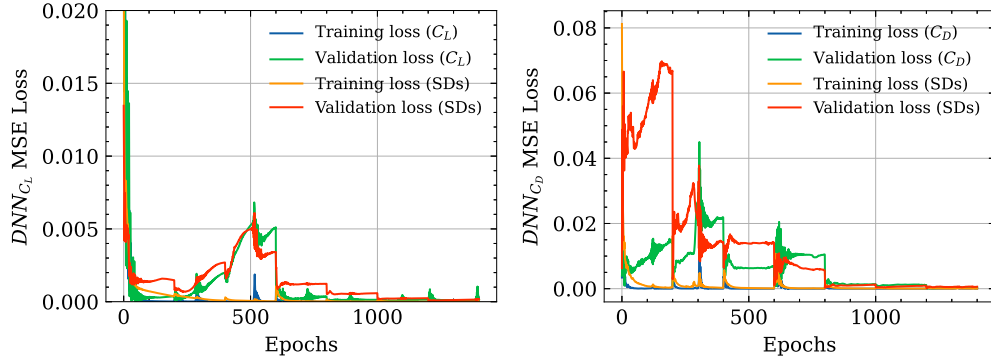 0.020
0.015
0.010
0.005
0.000
DNN_{C_L} MSE Loss
Training loss (C_L)
Validation loss (C_L)
Training loss (SDs)
Validation loss (SDs)
0 500 1000
Epochs
0.08
0.06
0.04
0.02
0.00
DNN_{C_D} MSE Loss
Training loss (C_D)
Validation loss (C_D)
Training loss (SDs)
Validation loss (SDs)
0 500 1000
Epochs